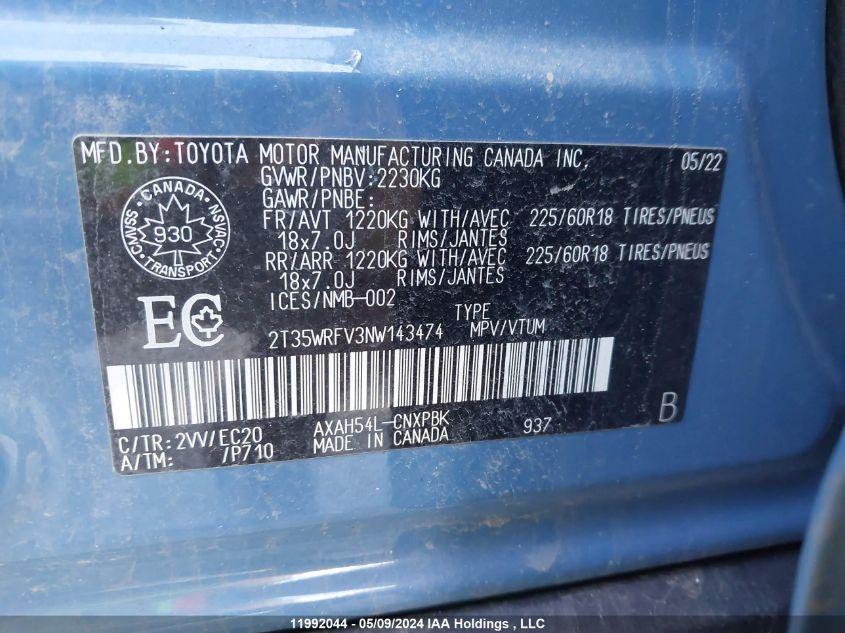 MFD.BY:TOYOTA MOTOR MANUFACTURING CANADA INC. 05/22
GVWR/PNBV:2230KG
GAWR/PNBE:
FR/AVT 1220KG WITH/AVEC 225/60R18 TIRES/PNEUS
18x7.0J RIMS/JANTES
RR/ARR 1220KG WITH/AVEC 225/60R18 TIRES/PNEUS
18x7.0J RIMS/JANTES
ICES/NMB-002
CANADA
NSVAC
930
CMVSS
TRANSPORT
EC
TYPE
2T35WRFV3NW143474 MPV/VTUM
C/TR:2VV/EC20 AXAH54L-CNXPBK 937 B
A/TM: /P710 MADE IN CANADA
11992044 - 05/09/2024 IAA Holdings , LLC